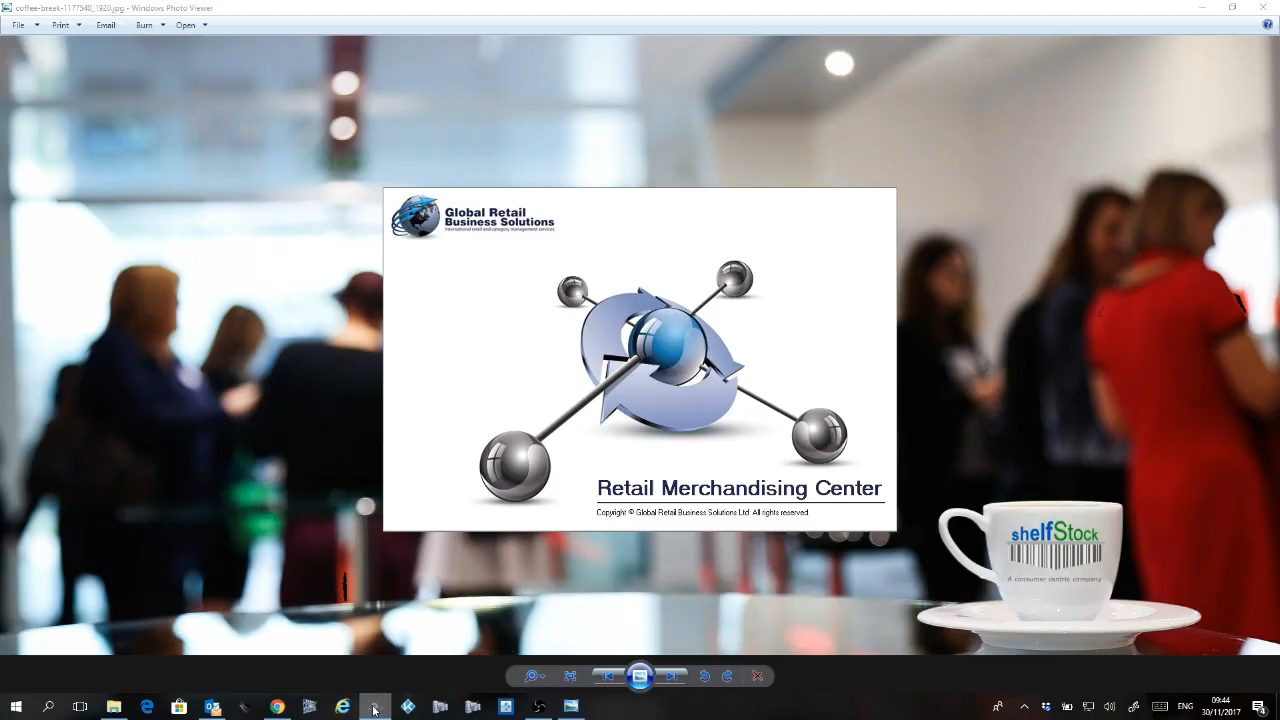 coffee-break-1177540_1920.jpg - Windows Photo Viewer
File Print Email Burn Open
Global Retail
Business Solutions
International retail and category management services
Retail Merchandising Center
Copyright © Global Retail Business Solutions Ltd. All rights reserved.
shelfStock
A consumer centric company
ENG
09:44
30/11/2017